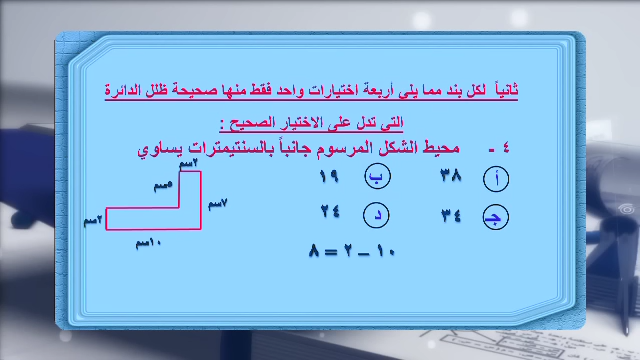 ثانياً لكل بند مما يلي أربعة اختيارات واحد فقط منها صحيحة ظلل الدائرة
التي تدل على الاختيار الصحيح :
٤ - محيط الشكل المرسوم جانباً بالسنتيمترات يساوي
أ ٣٨ ب ١٩
جـ ٣٤ د ٢٤
٢سم
٥سم
٧سم
٢سم
١٠سم
١٠ – ٢ = ٨